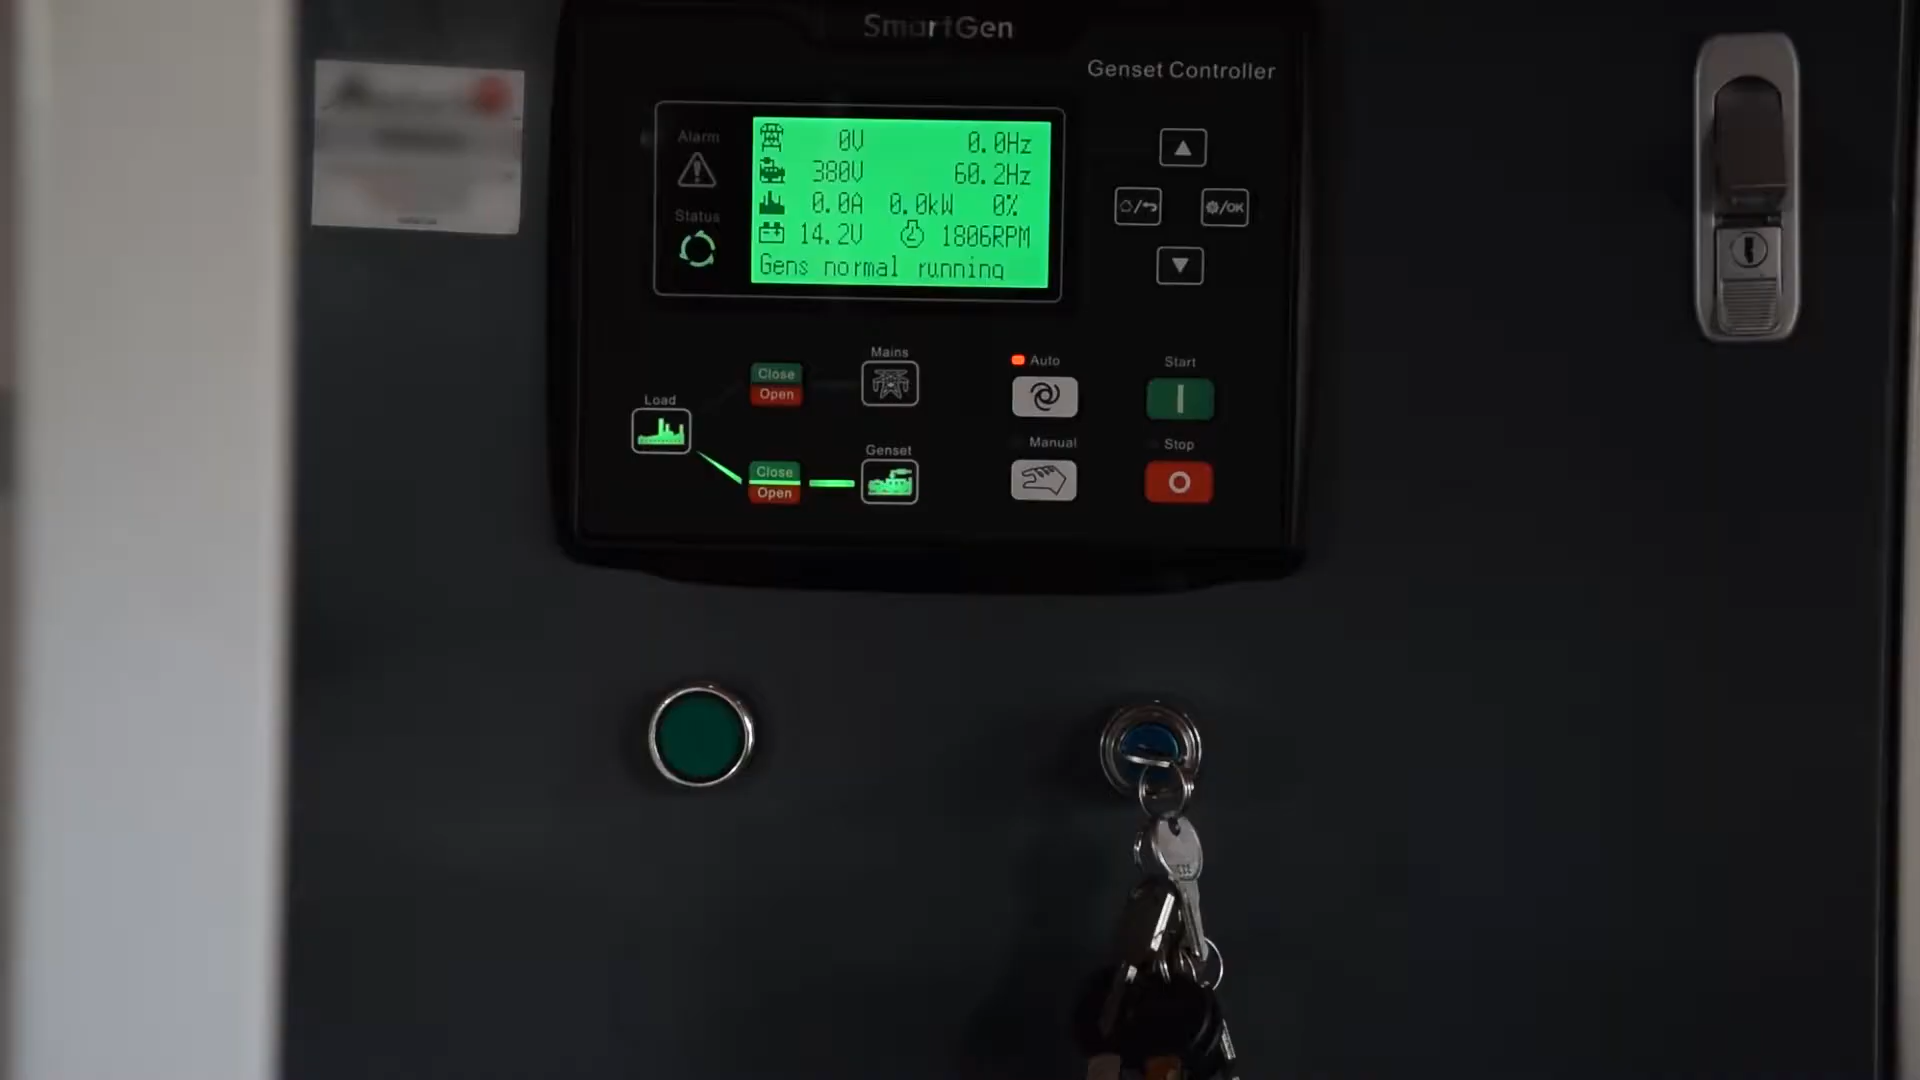 SmartGen
Genset Controller
Alarm
Status
0V 0.0Hz
380V 60.2Hz
0.0A 0.0kW 0%
14.2V 1806RPM
Gens normal running
/OK
Mains
Close
Open
Load
Genset
Close
Open
Auto
Start
Manual
Stop